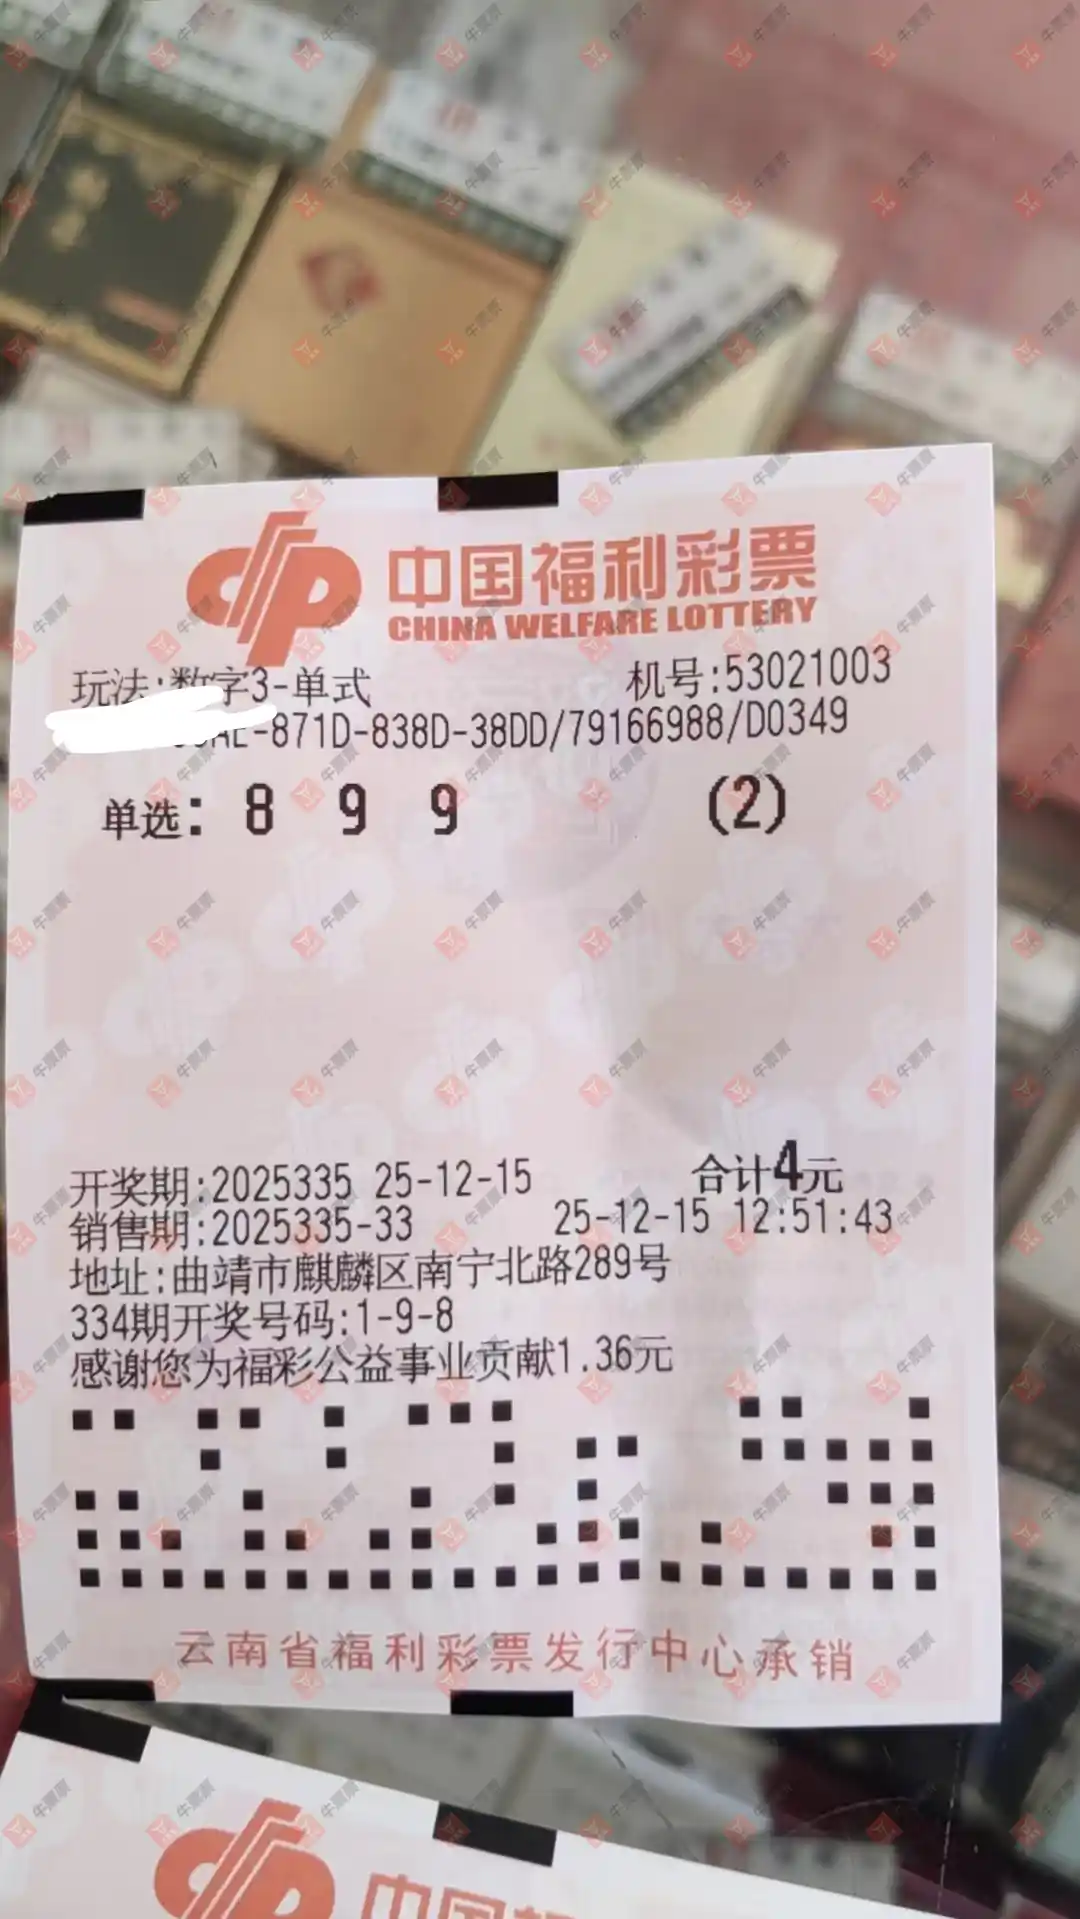 中国福利彩票
CHINA WELFARE LOTTERY
玩法:数字3-单式 机号:53021003
-871D-838D-38DD/79166988/D0349
单选: 8 9 9 (2)
开奖期:2025335 25-12-15 合计4元
销售期:2025335-33 25-12-15 12:51:43
地址:曲靖市麒麟区南宁北路289号
334期开奖号码:1-9-8
感谢您为福彩公益事业贡献1.36元
云南省福利彩票发行中心承销
中国
牛票票